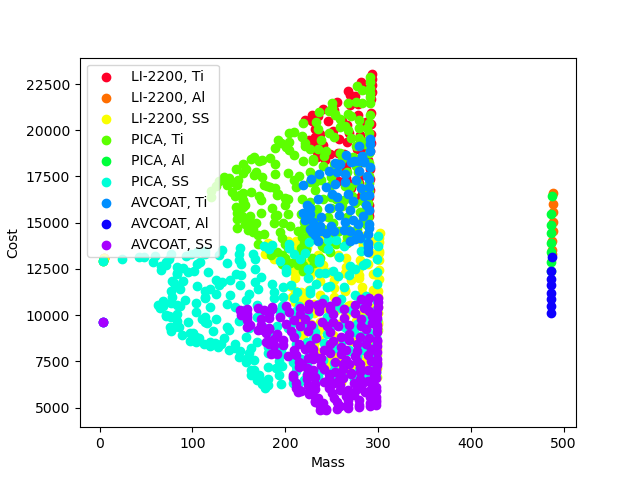 LI-2200, Ti
LI-2200, Al
LI-2200, SS
PICA, Ti
PICA, Al
PICA, SS
AVCOAT, Ti
AVCOAT, Al
AVCOAT, SS
22500
20000
17500
15000
12500
10000
7500
5000
Cost
0 100 200 300 400 500
Mass